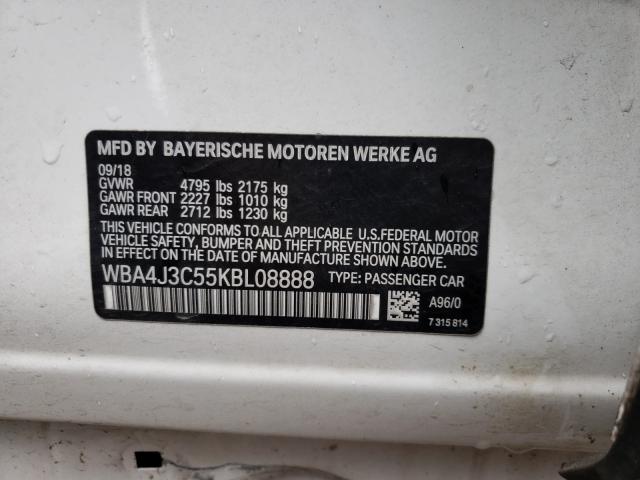 MFD BY BAYERISCHE MOTOREN WERKE AG
09/18
GVWR 4795 lbs 2175 kg
GAWR FRONT 2227 lbs 1010 kg
GAWR REAR 2712 lbs 1230 kg
THIS VEHICLE CONFORMS TO ALL APPLICABLE U.S.FEDERAL MOTOR
VEHICLE SAFETY, BUMPER AND THEFT PREVENTION STANDARDS
IN EFFECT ON THE DATE OF MANUFACTURE SHOWN ABOVE.
WBA4J3C55KBL08888 TYPE: PASSENGER CAR
A96/0
7 315 814